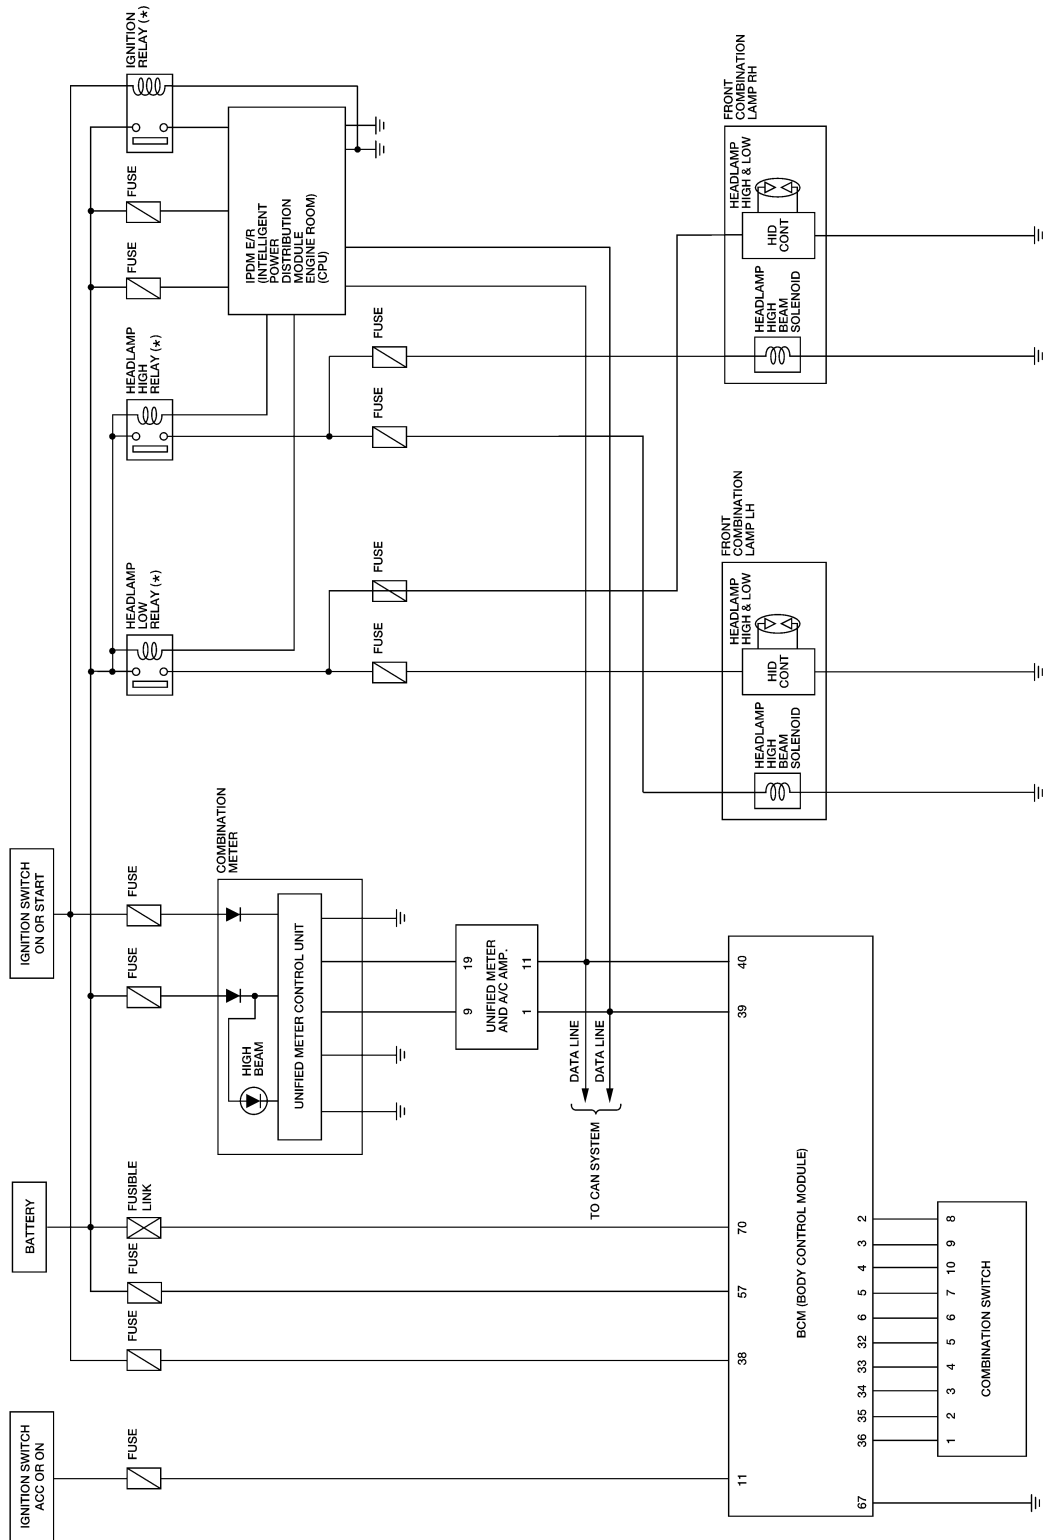 IGNITION SWITCH
ACC OR ON
BATTERY
IGNITION SWITCH
ON OR START
FUSE
FUSE
FUSE
FUSIBLE
LINK
FUSE
FUSE
HEADLAMP
LOW
RELAY (*)
HEADLAMP
HIGH
RELAY (*)
FUSE
FUSE
IGNITION
RELAY (*)
COMBINATION
METER
HIGH
BEAM
UNIFIED METER CONTROL UNIT
IPDM E/R
(INTELLIGENT
POWER
DISTRIBUTION
MODULE
ENGINE ROOM)
(CPU)
FUSE
FUSE
FUSE
FUSE
9
19
UNIFIED METER
AND A/C AMP.
1
11
DATA LINE
DATA LINE
TO CAN SYSTEM
FRONT
COMBINATION
LAMP LH
HEADLAMP
HIGH
BEAM
SOLENOID
HEADLAMP
HIGH & LOW
HID
CONT
FRONT
COMBINATION
LAMP RH
HEADLAMP
HIGH
BEAM
SOLENOID
HEADLAMP
HIGH & LOW
HID
CONT
11
38
57
70
39
40
BCM (BODY CONTROL MODULE)
67
36
35
34
33
32
6
5
4
3
2
1
2
3
4
5
6
7
10
9
8
COMBINATION SWITCH